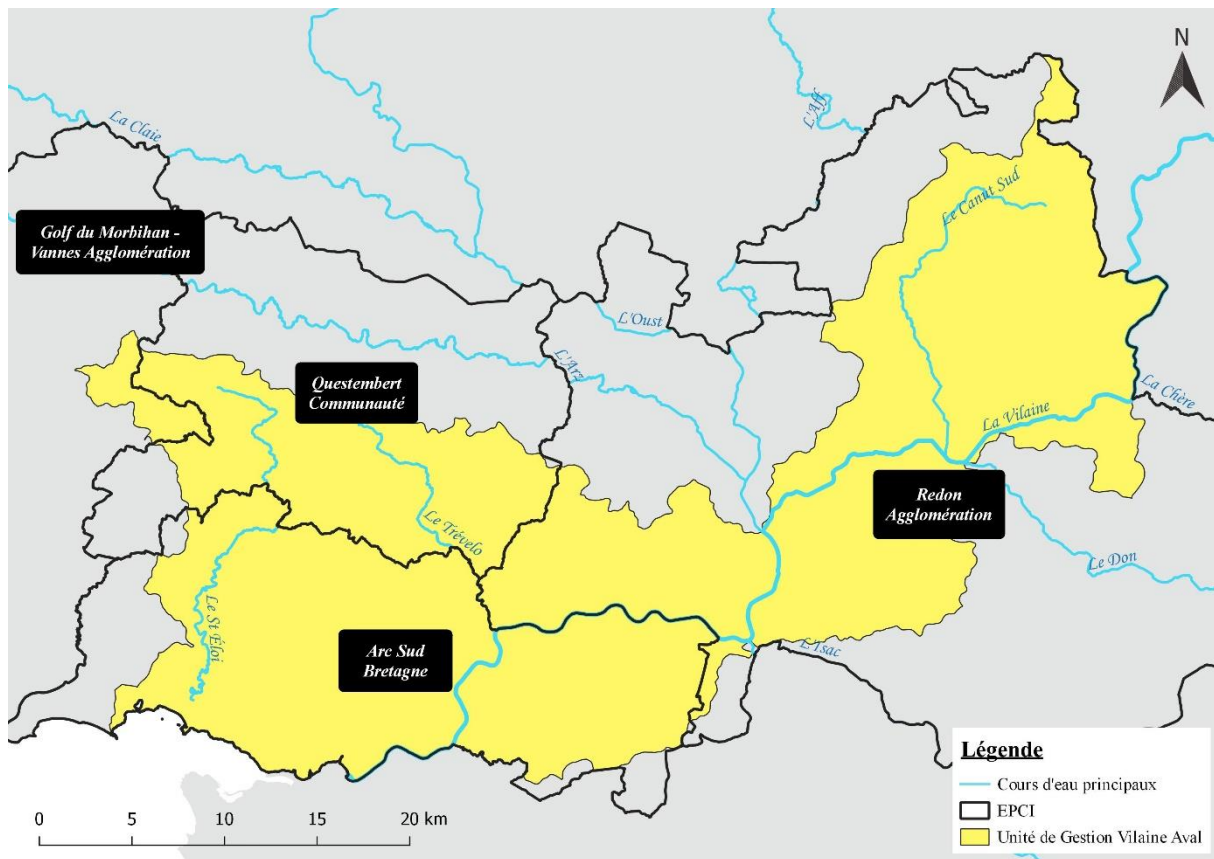 N
La Claie
L'Aff
Le Canut Sud
Golf du Morbihan -
Vannes Agglomération
L'Oust
L'Arz
Questembert
Communauté
La Chère
La Vilaine
Redon
Agglomération
Le Trévelo
Le Don
Le St Éloi
Arc Sud
Bretagne
L'Isac
Légende
Cours d'eau principaux
EPCI
Unité de Gestion Vilaine Aval
0 5 10 15 20 km